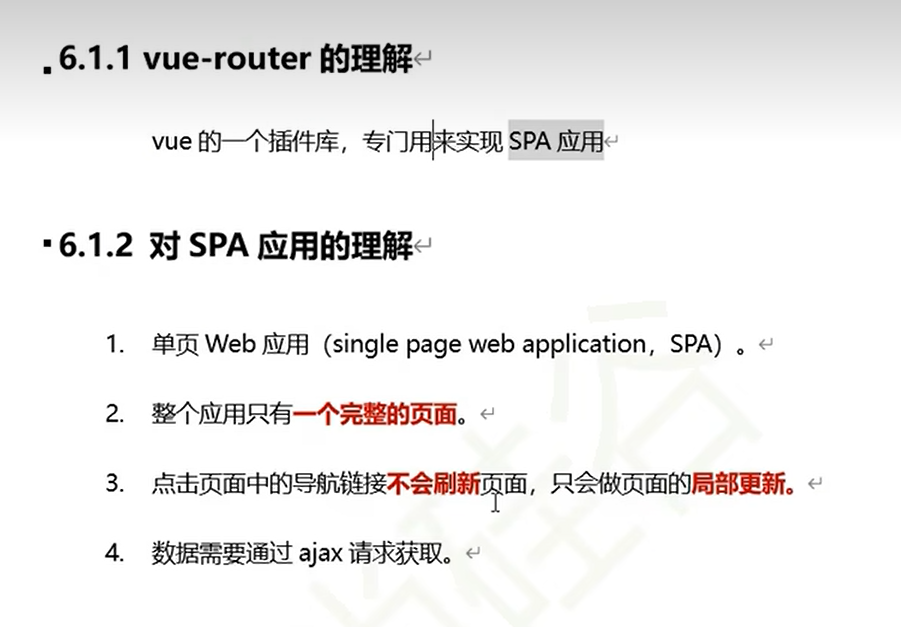 6.1.1 vue-router 的理解
vue 的一个插件库，专门用来实现 SPA 应用
6.1.2 对 SPA 应用的理解
1. 单页 Web 应用（single page web application，SPA）。
2. 整个应用只有一个完整的页面。
3. 点击页面中的导航链接不会刷新页面，只会做页面的局部更新。
4. 数据需要通过 ajax 请求获取。